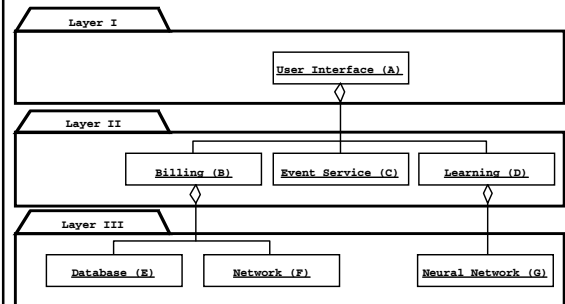 Layer I
User Interface (A)
Layer II
Billing (B)
Event Service (C)
Learning (D)
Layer III
Database (E)
Network (F)
Neural Network (G)